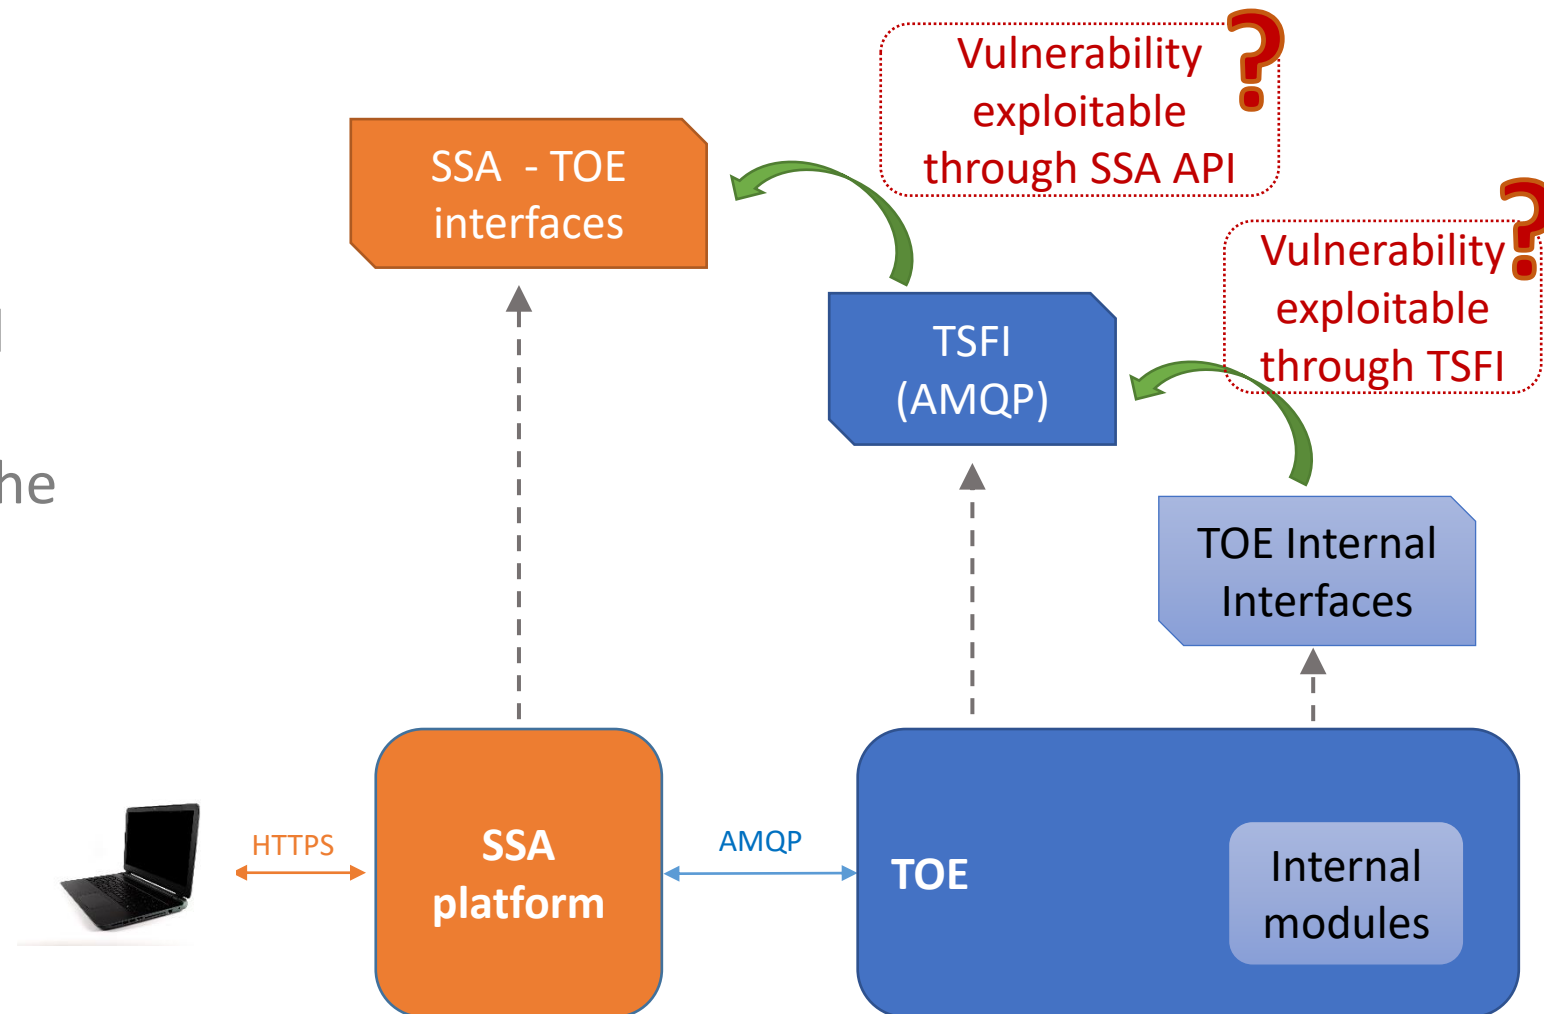 Vulnerability
exploitable
through SSA API
?
SSA - TOE
interfaces
Vulnerability
exploitable
through TSFI
?
TSFI
(AMQP)
he
TOE Internal
Interfaces
HTTPS
SSA
platform
AMQP
TOE
Internal
modules